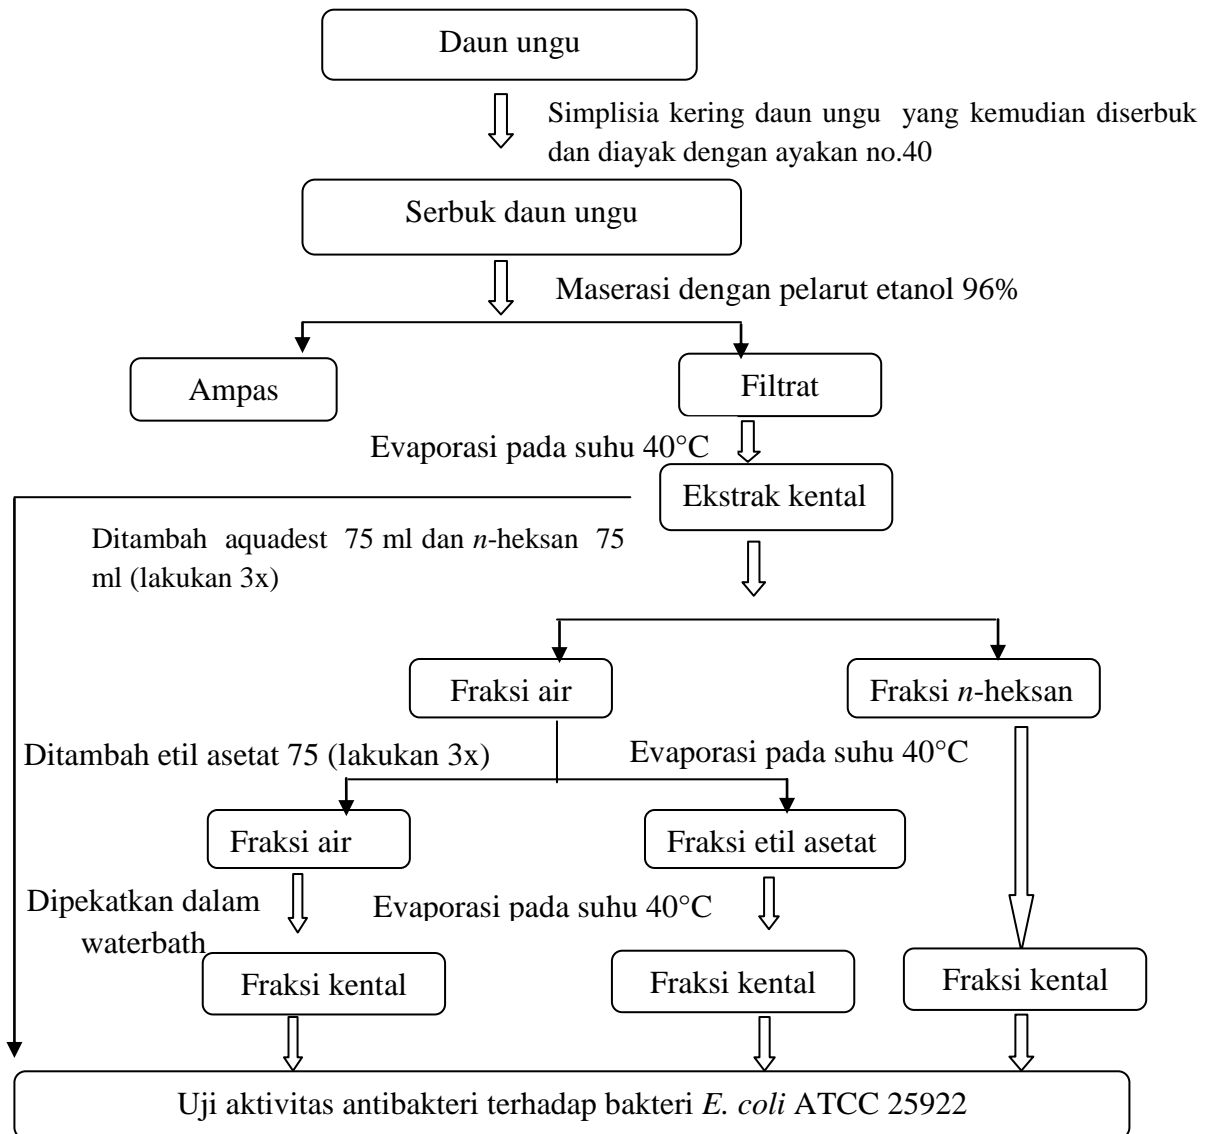 Daun ungu
Simplisia kering daun ungu yang kemudian diserbuk
dan diayak dengan ayakan no.40
Serbuk daun ungu
Maserasi dengan pelarut etanol 96%
Ampas
Filtrat
Evaporasi pada suhu 40°C
Ekstrak kental
Ditambah aquadest 75 ml dan n-heksan 75
ml (lakukan 3x)
Fraksi air
Fraksi n-heksan
Ditambah etil asetat 75 (lakukan 3x)
Evaporasi pada suhu 40°C
Fraksi air
Fraksi etil asetat
Dipekatkan dalam
waterbath
Evaporasi pada suhu 40°C
Fraksi kental
Fraksi kental
Fraksi kental
Uji aktivitas antibakteri terhadap bakteri E. coli ATCC 25922